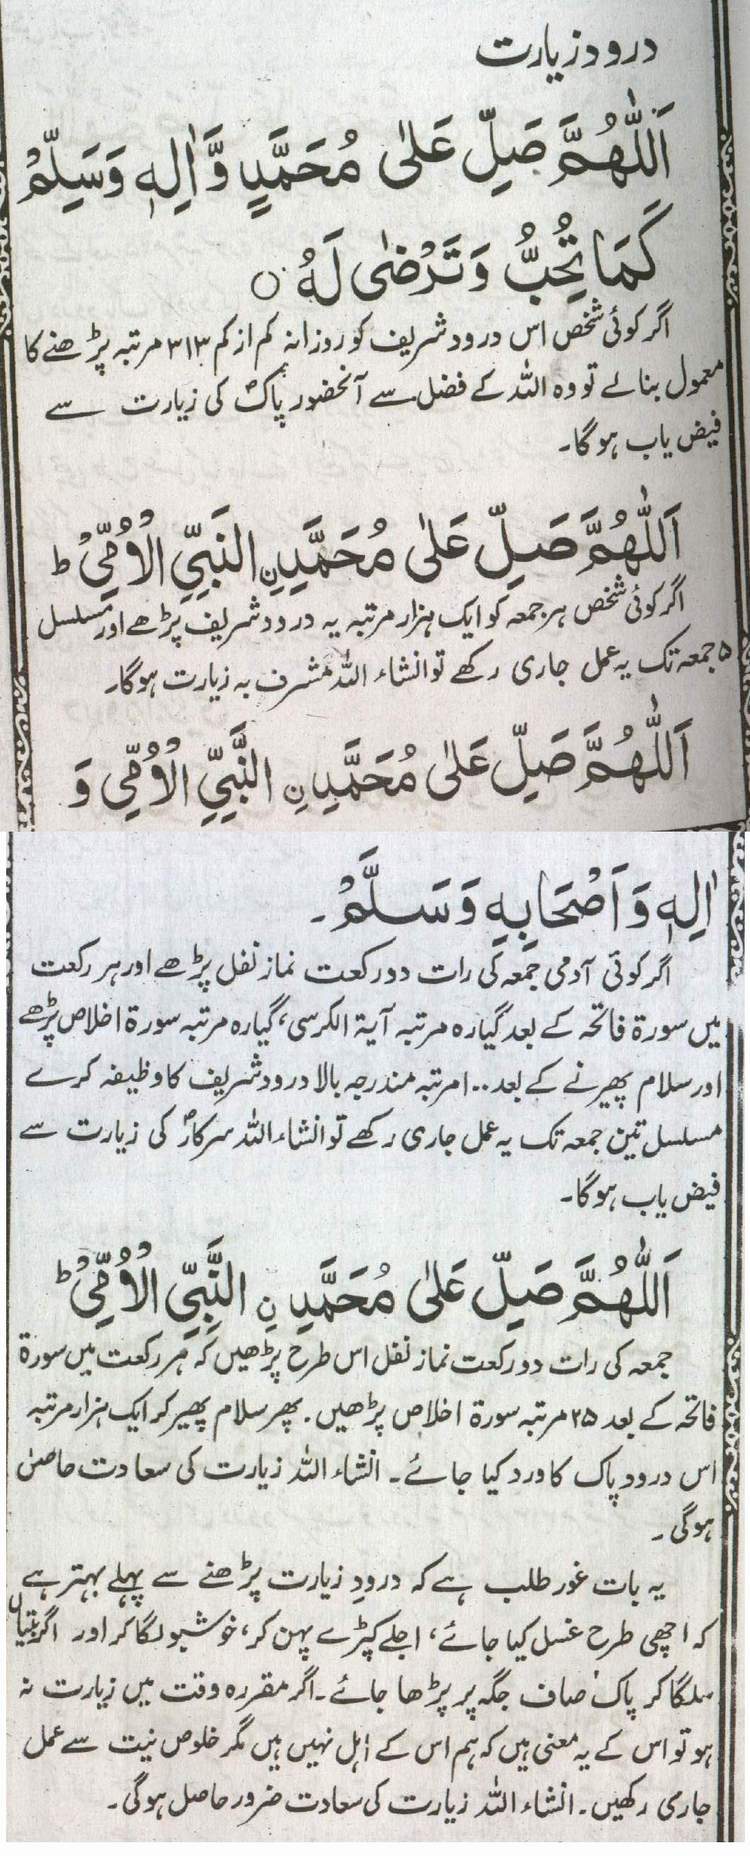 درود زیارت
اَللّٰهُمَّ صَلِّ عَلٰی مُحَمَّدٍ وَّاٰلِهٖ وَسَلِّمْ
کَمَا تُحِبُّ وَتَرْضٰی لَهٗ ○
اگر کوئی شخص اس درود شریف کو روزانہ کم از کم ۳۱۳ مرتبہ پڑھنے کا
معمول بنالے تو وہ اللہ کے فضل سے آنحضور پاکؐ کی زیارت سے
فیض یاب ہوگا۔
اَللّٰهُمَّ صَلِّ عَلٰی مُحَمَّدِ نِ النَّبِیِّ الْاُمِّیِّ ط
اگر کوئی شخص ہر جمعہ کو ایک ہزار مرتبہ یہ درود شریف پڑھے اور مسلسل
۵ جمعہ تک یہ عمل جاری رکھے تو انشاء اللہ مشرف بہ زیارت ہوگا۔
اَللّٰهُمَّ صَلِّ عَلٰی مُحَمَّدِ نِ النَّبِیِّ الْاُمِّیِّ وَ
اٰلِهٖ وَاَصْحَابِهٖ وَسَلَّمْ۔
اگر کوئی آدمی جمعہ کی رات دو رکعت نماز نفل پڑھے اور ہر رکعت
میں سورۃ فاتحہ کے بعد گیارہ مرتبہ آیۃ الکرسی، گیارہ مرتبہ سورۃ اخلاص پڑھے
اور سلام پھیرنے کے بعد ۱۰۰ مرتبہ مندرجہ بالا درود شریف کا وظیفہ کرے
مسلسل تین جمعہ تک یہ عمل جاری رکھے تو انشاء اللہ سرکارؐ کی زیارت سے
فیض یاب ہوگا۔
اَللّٰهُمَّ صَلِّ عَلٰی مُحَمَّدِ نِ النَّبِیِّ الْاُمِّیِّ ط
جمعہ کی رات دو رکعت نماز نفل اس طرح پڑھیں کہ ہر رکعت میں سورۃ
فاتحہ کے بعد ۲۵ مرتبہ سورۃ اخلاص پڑھیں۔ پھر سلام پھیر کر ایک ہزار مرتبہ
اس درود پاک کا ورد کیا جائے۔ انشاء اللہ زیارت کی سعادت حاصل
ہوگی۔
یہ بات غور طلب ہے کہ درودِ زیارت پڑھنے سے پہلے بہتر ہے
کہ اچھی طرح غسل کیا جائے، اجلے کپڑے پہن کر، خوشبو لگا کر اور اگر بتیاں
سلگا کر پاک صاف جگہ پر پڑھا جائے۔ اگر مقررہ وقت میں زیارت نہ
ہو تو اس کے یہ معنی ہیں کہ ہم اس کے اہل نہیں ہیں مگر خلوص نیت سے عمل
جاری رکھیں۔ انشاء اللہ زیارت کی سعادت ضرور حاصل ہوگی۔